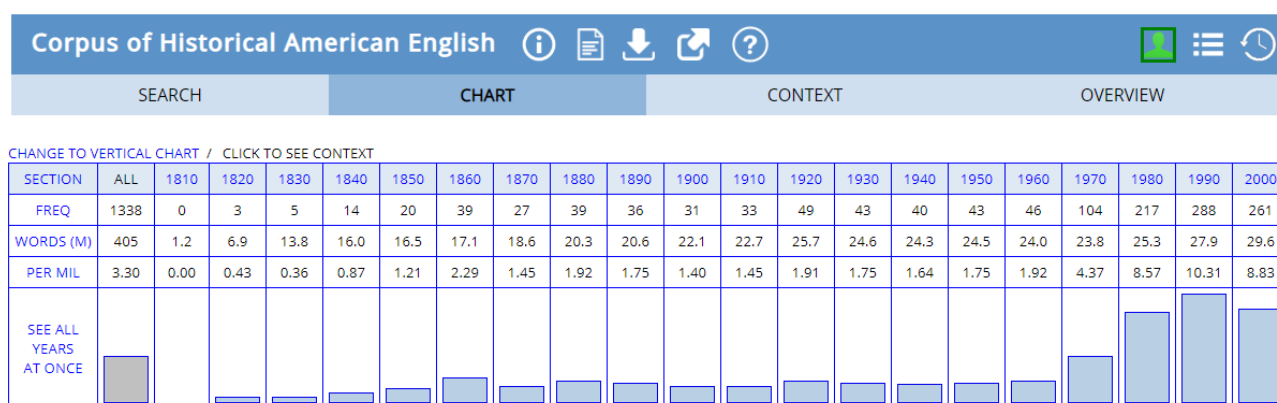 Corpus of Historical American English
SEARCH CHART CONTEXT OVERVIEW
CHANGE TO VERTICAL CHART / CLICK TO SEE CONTEXT
SECTION ALL 1810 1820 1830 1840 1850 1860 1870 1880 1890 1900 1910 1920 1930 1940 1950 1960 1970 1980 1990 2000
FREQ 1338 0 3 5 14 20 39 27 39 36 31 33 49 43 40 43 46 104 217 288 261
WORDS (M) 405 1.2 6.9 13.8 16.0 16.5 17.1 18.6 20.3 20.6 22.1 22.7 25.7 24.6 24.3 24.5 24.0 23.8 25.3 27.9 29.6
PER MIL 3.30 0.00 0.43 0.36 0.87 1.21 2.29 1.45 1.92 1.75 1.40 1.45 1.91 1.75 1.64 1.75 1.92 4.37 8.57 10.31 8.83
SEE ALL
YEARS
AT ONCE